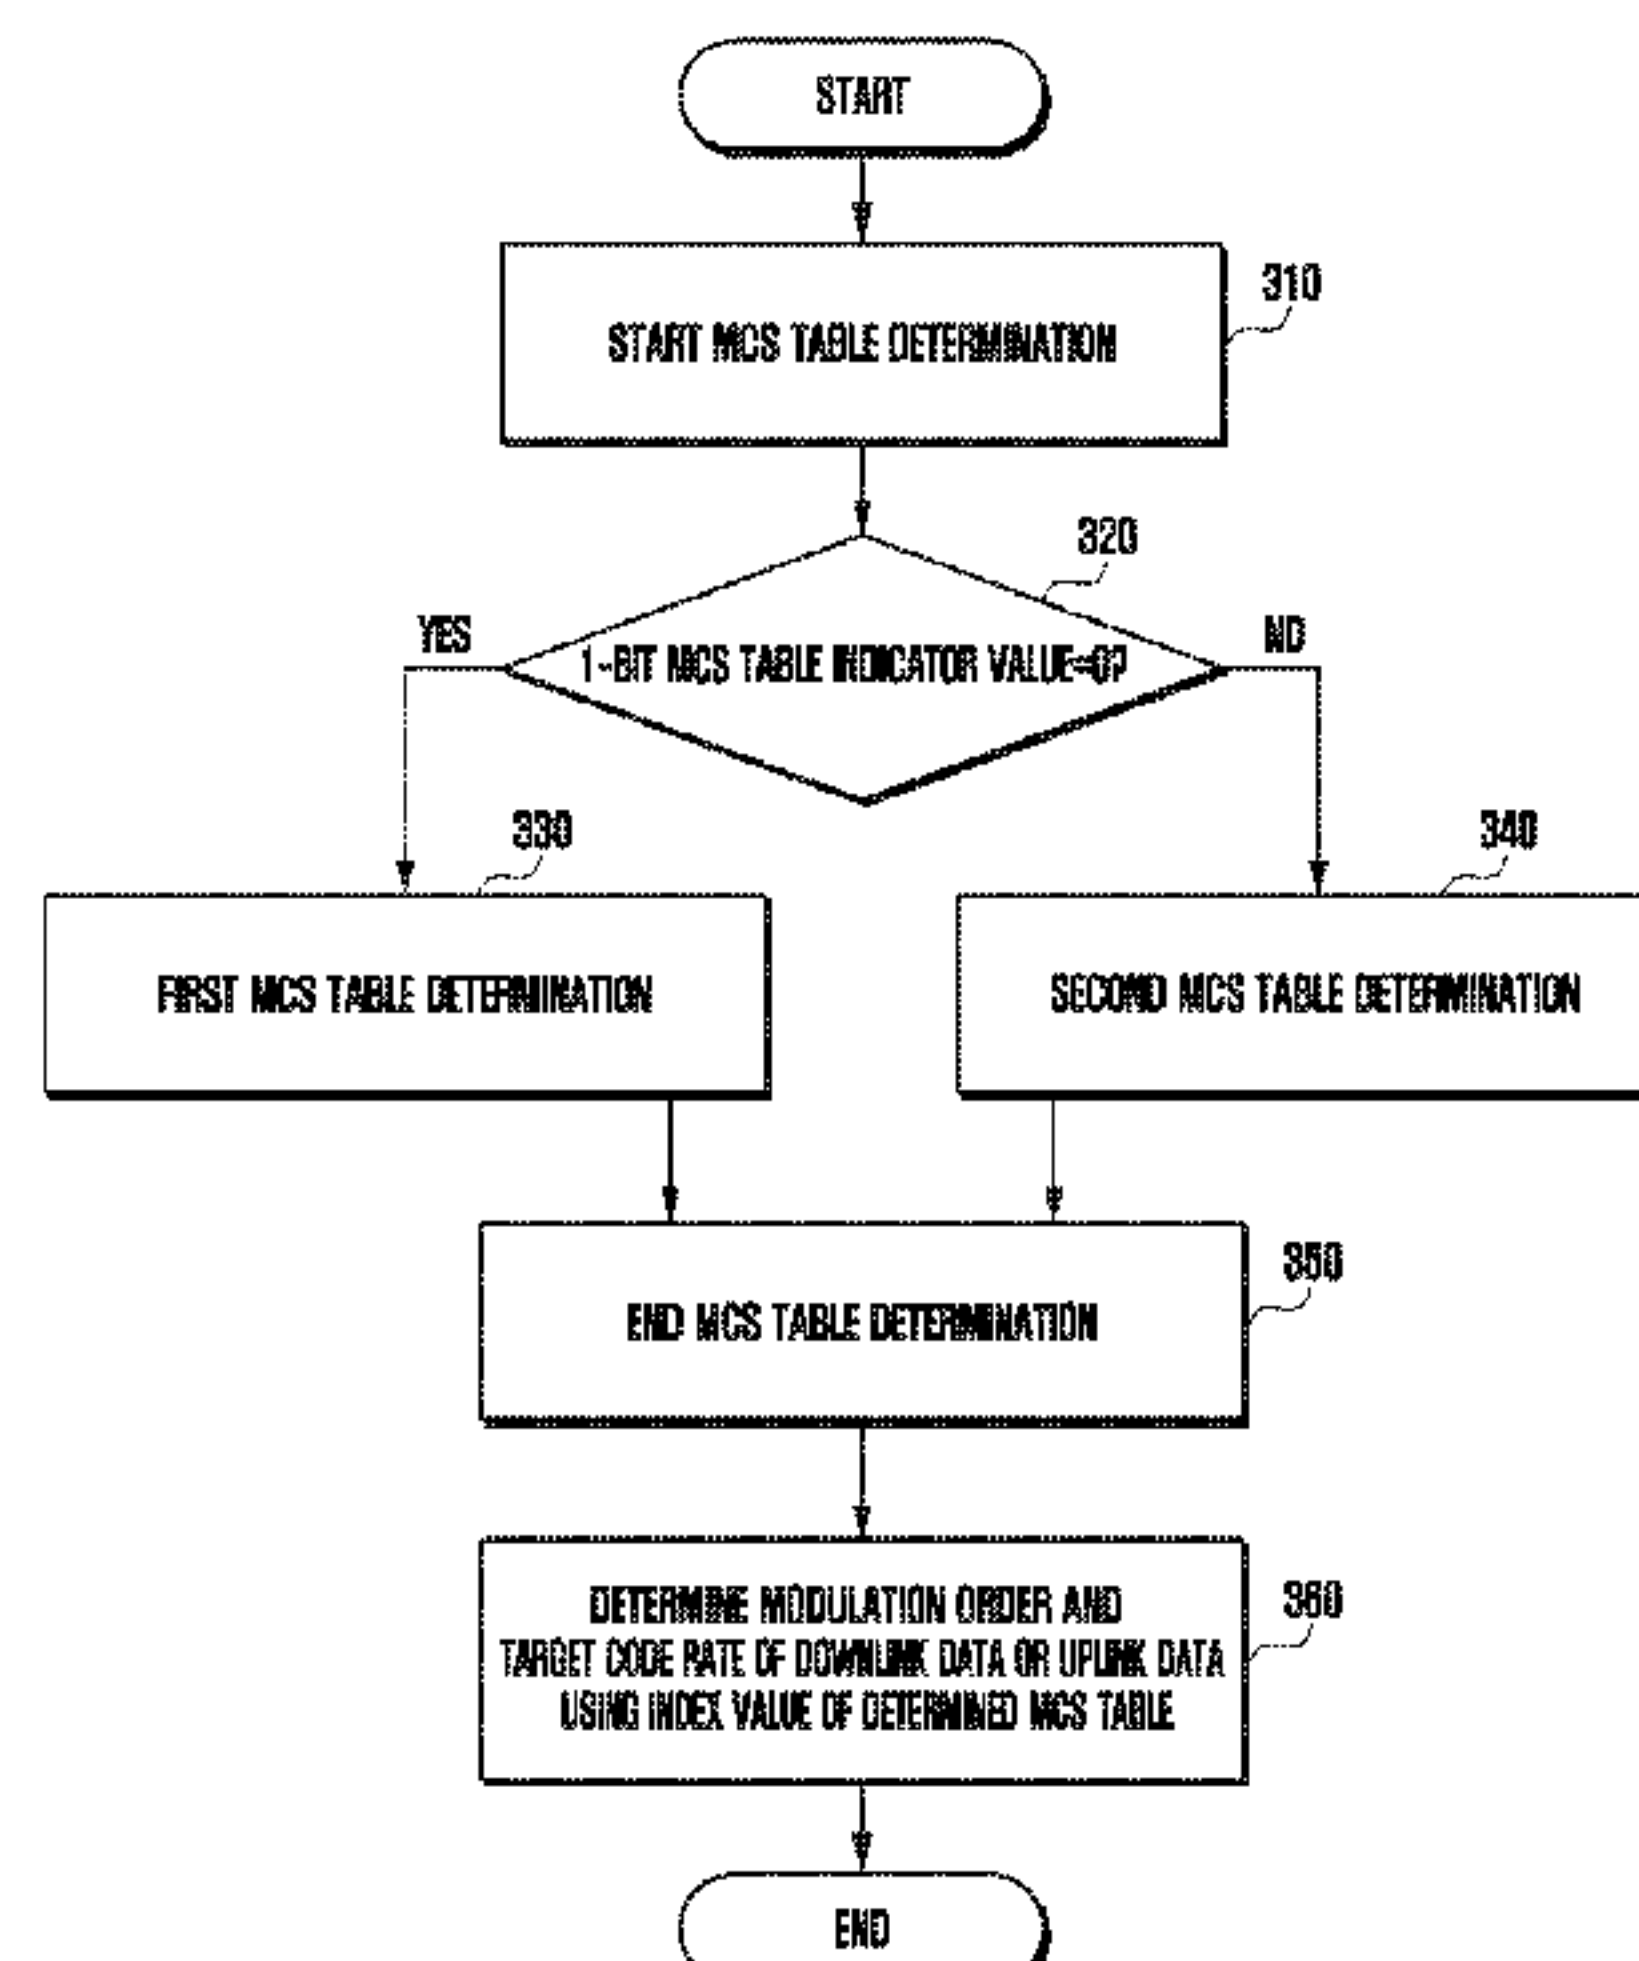 START
310
START MCS TABLE DETERMINATION
320
YES
NO
1-BIT MCS TABLE INDICATOR VALUE=0?
330
340
FIRST MCS TABLE DETERMINATION
SECOND MCS TABLE DETERMINATION
350
END MCS TABLE DETERMINATION
360
DETERMINE MODULATION ORDER AND
TARGET CODE RATE OF DOWNLINK DATA OR UPLINK DATA
USING INDEX VALUE OF DETERMINED MCS TABLE
END